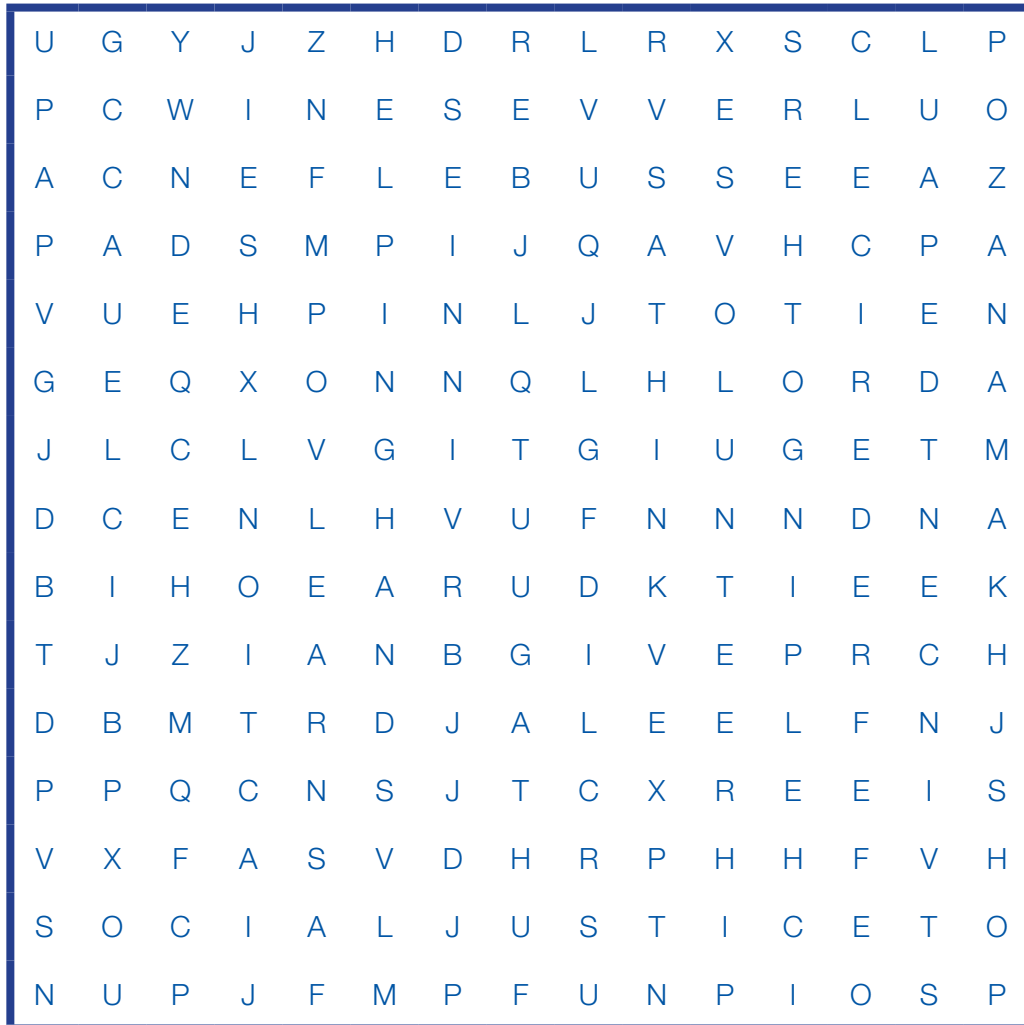 U G Y J Z H D R L R X S C L P
P C W I N E S E V V E R L U O
A C N E F L E B U S S E E A Z
P A D S M P I J Q A V H C P A
V U E H P I N L J T O T I E N
G E Q X O N N Q L H L O R D A
J L C L V G I T G I U G E T M
D C E N L H V U F N N N D N A
B I H O E A R U D K T I E E K
T J Z I A N B G I V E P R C H
D B M T R D J A L E E L F N J
P P Q C N S J T C X R E E I S
V X F A S V D H R P H H F V H
S O C I A L J U S T I C E T O
N U P J F M P F U N P I O S P